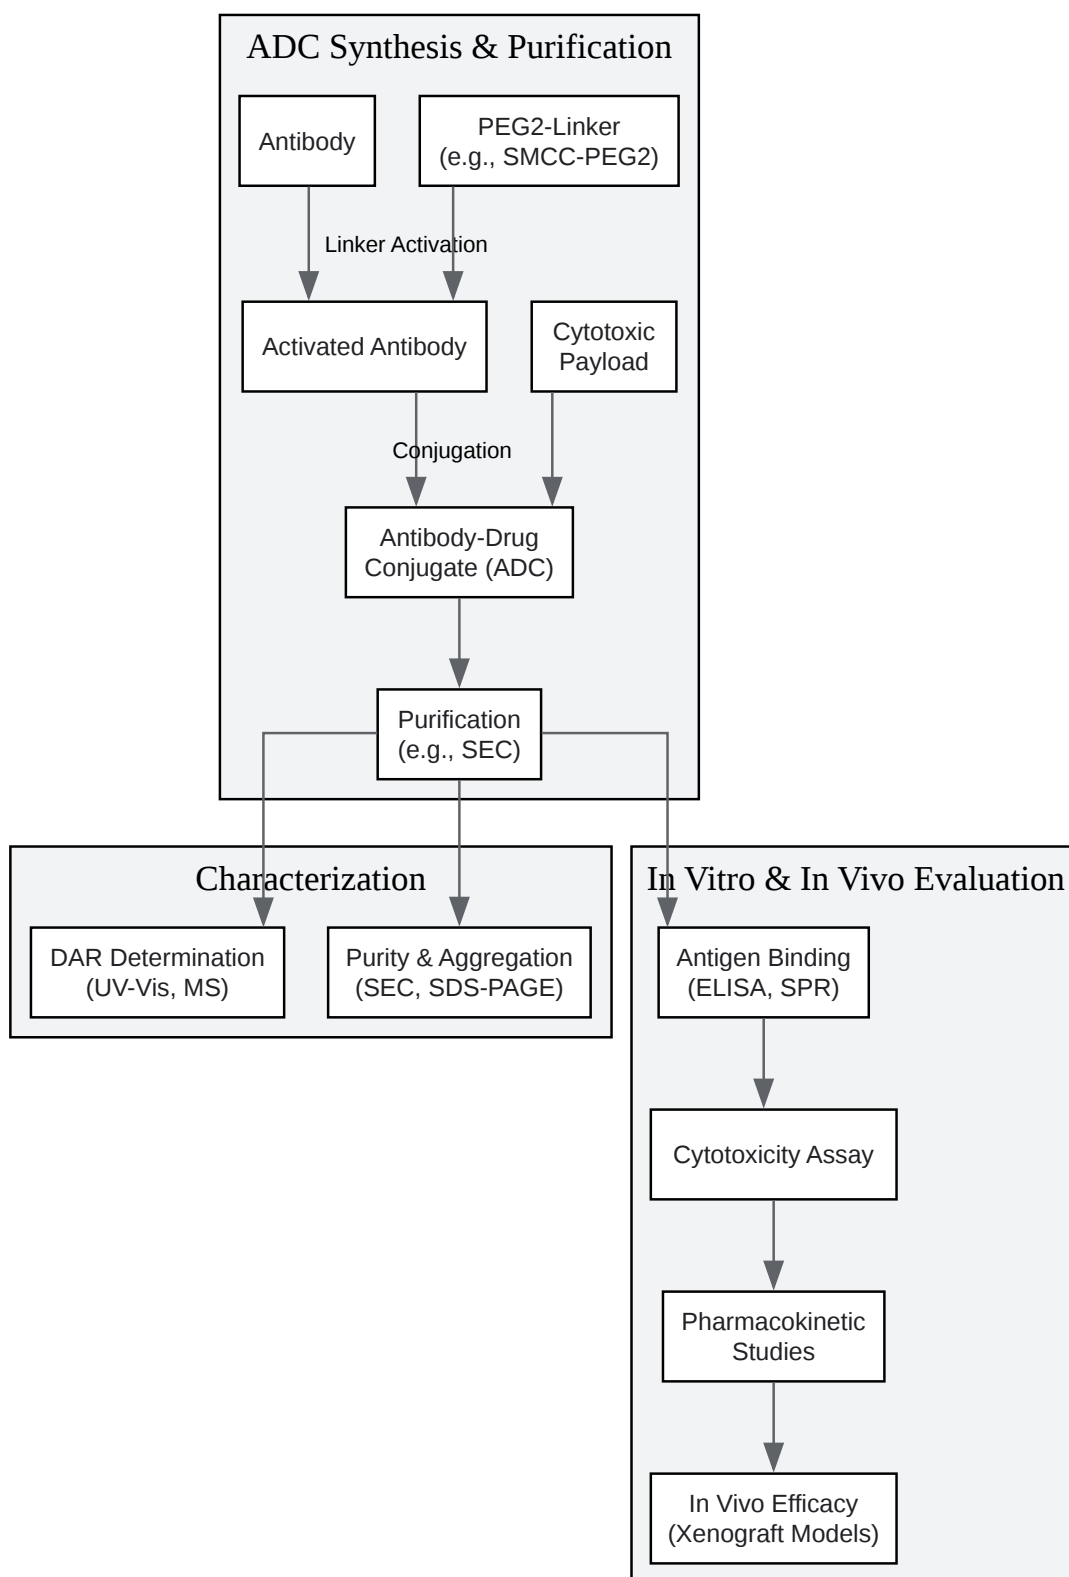 ADC Synthesis & Purification
Antibody
PEG2-Linker
(e.g., SMCC-PEG2)
Linker Activation
Activated Antibody
Cytotoxic
Payload
Conjugation
Antibody-Drug
Conjugate (ADC)
Purification
(e.g., SEC)
Characterization
DAR Determination
(UV-Vis, MS)
Purity & Aggregation
(SEC, SDS-PAGE)
In Vitro & In Vivo Evaluation
Antigen Binding
(ELISA, SPR)
Cytotoxicity Assay
Pharmacokinetic
Studies
In Vivo Efficacy
(Xenograft Models)